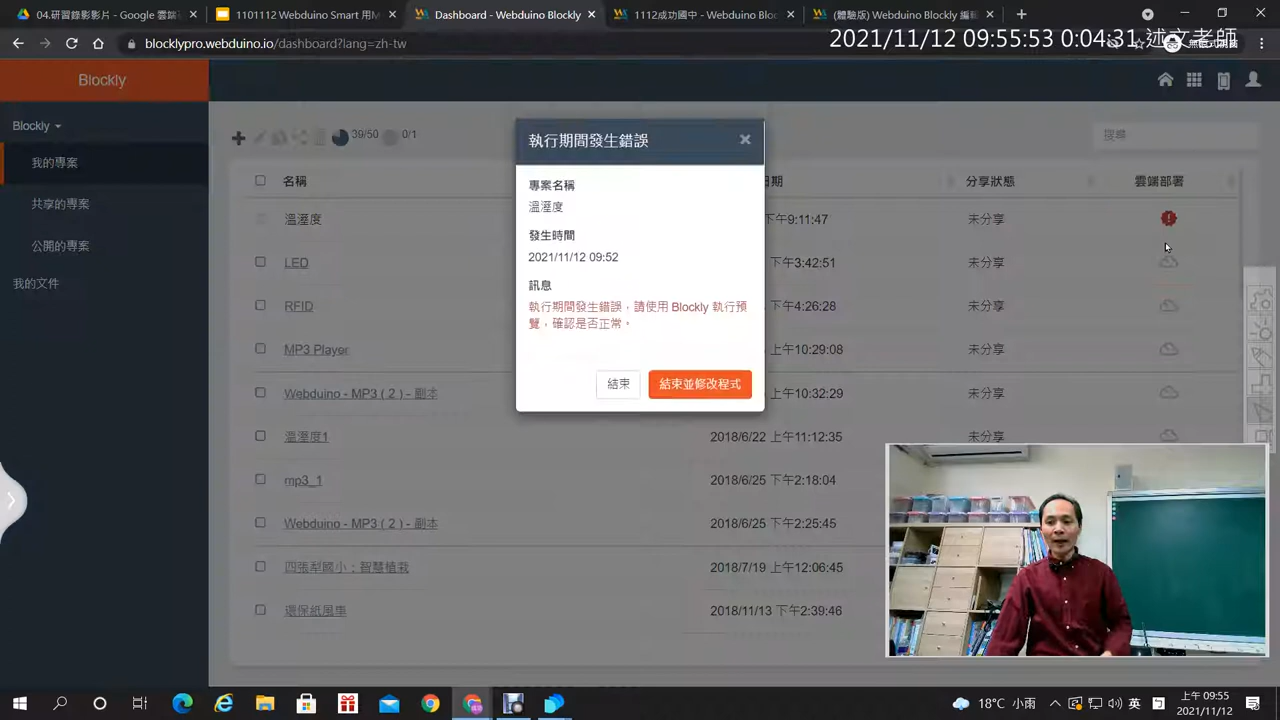 04.研習錄影影片 - Google 雲端
1101112 Webduino Smart 用M
Dashboard - Webduino Blockly
1112成功國中 - Webduino Blockly
(體驗版) Webduino Blockly 編輯
blocklypro.webduino.io/dashboard?lang=zh-tw
2021/11/12 09:55:53 0:04:31 述文老師
Blockly
Blockly
我的專案
共享的專案
公開的專案
我的文件
39/50
0/1
搜尋
名稱
日期
分享狀態
雲端部署
溫溼度
下午9:11:47
未分享
LED
下午3:42:51
未分享
RFID
下午4:26:28
未分享
MP3 Player
上午10:29:08
未分享
Webduino - MP3 ( 2 ) - 副本
上午10:32:29
未分享
溫溼度1
2018/6/22 上午11:12:35
未分享
mp3_1
2018/6/25 下午2:18:04
Webduino - MP3 ( 2 ) - 副本
2018/6/25 下午2:25:45
四張犁國小：智慧植栽
2018/7/19 上午12:06:45
環保紙風車
2018/11/13 下午2:39:46
執行期間發生錯誤
專案名稱
溫溼度
發生時間
2021/11/12 09:52
訊息
執行期間發生錯誤，請使用 Blockly 執行預
覽，確認是否正常。
結束
結束並修改程式
18°C 小雨
英
上午 09:55
2021/11/12